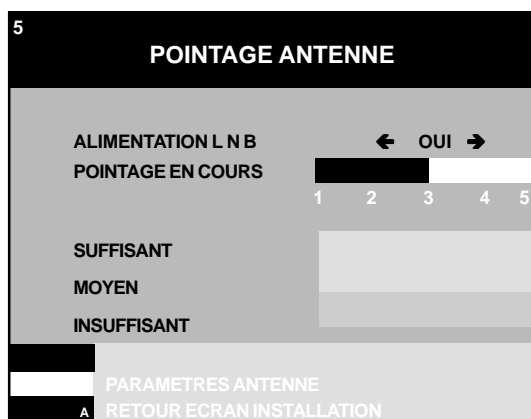 5
POINTAGE ANTENNE
ALIMENTATION L N B 🡸 OUI 🡺
POINTAGE EN COURS
1 2 3 4 5
SUFFISANT
MOYEN
INSUFFISANT
PARAMETRES ANTENNE
A RETOUR ECRAN INSTALLATION